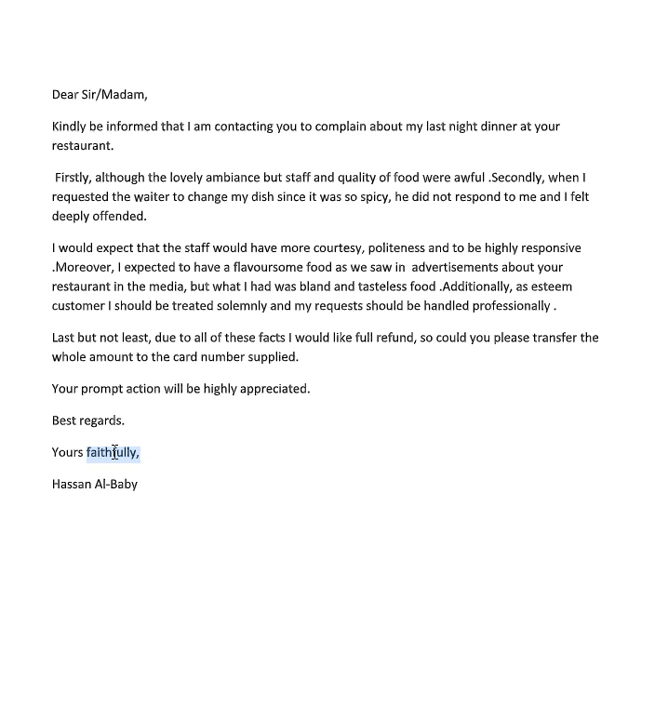 Dear Sir/Madam,
Kindly be informed that I am contacting you to complain about my last night dinner at your
restaurant.
Firstly, although the lovely ambiance but staff and quality of food were awful .Secondly, when I
requested the waiter to change my dish since it was so spicy, he did not respond to me and I felt
deeply offended.
I would expect that the staff would have more courtesy, politeness and to be highly responsive
.Moreover, I expected to have a flavoursome food as we saw in  advertisements about your
restaurant in the media, but what I had was bland and tasteless food .Additionally, as esteem
customer I should be treated solemnly and my requests should be handled professionally .
Last but not least, due to all of these facts I would like full refund, so could you please transfer the
whole amount to the card number supplied.
Your prompt action will be highly appreciated.
Best regards.
Yours faithfully,
Hassan Al-Baby